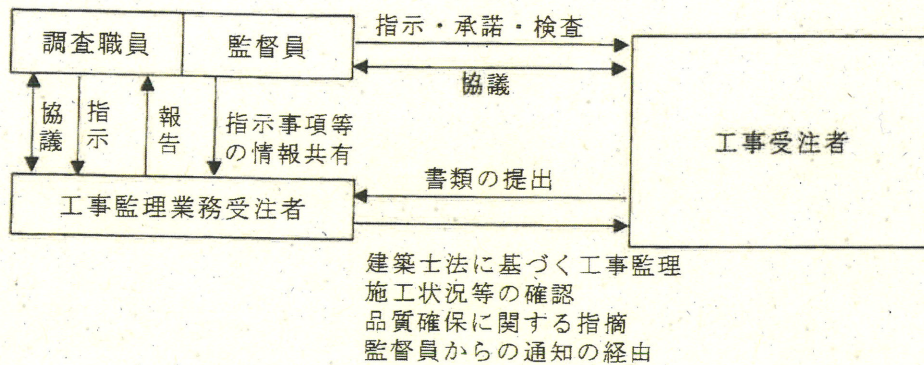 調査職員
監督員
指示・承諾・検査
協議
工事受注者
協議
指示
報告
指示事項等
の情報共有
書類の提出
工事監理業務受注者
建築士法に基づく工事監理
施工状況等の確認
品質確保に関する指摘
監督員からの通知の経由